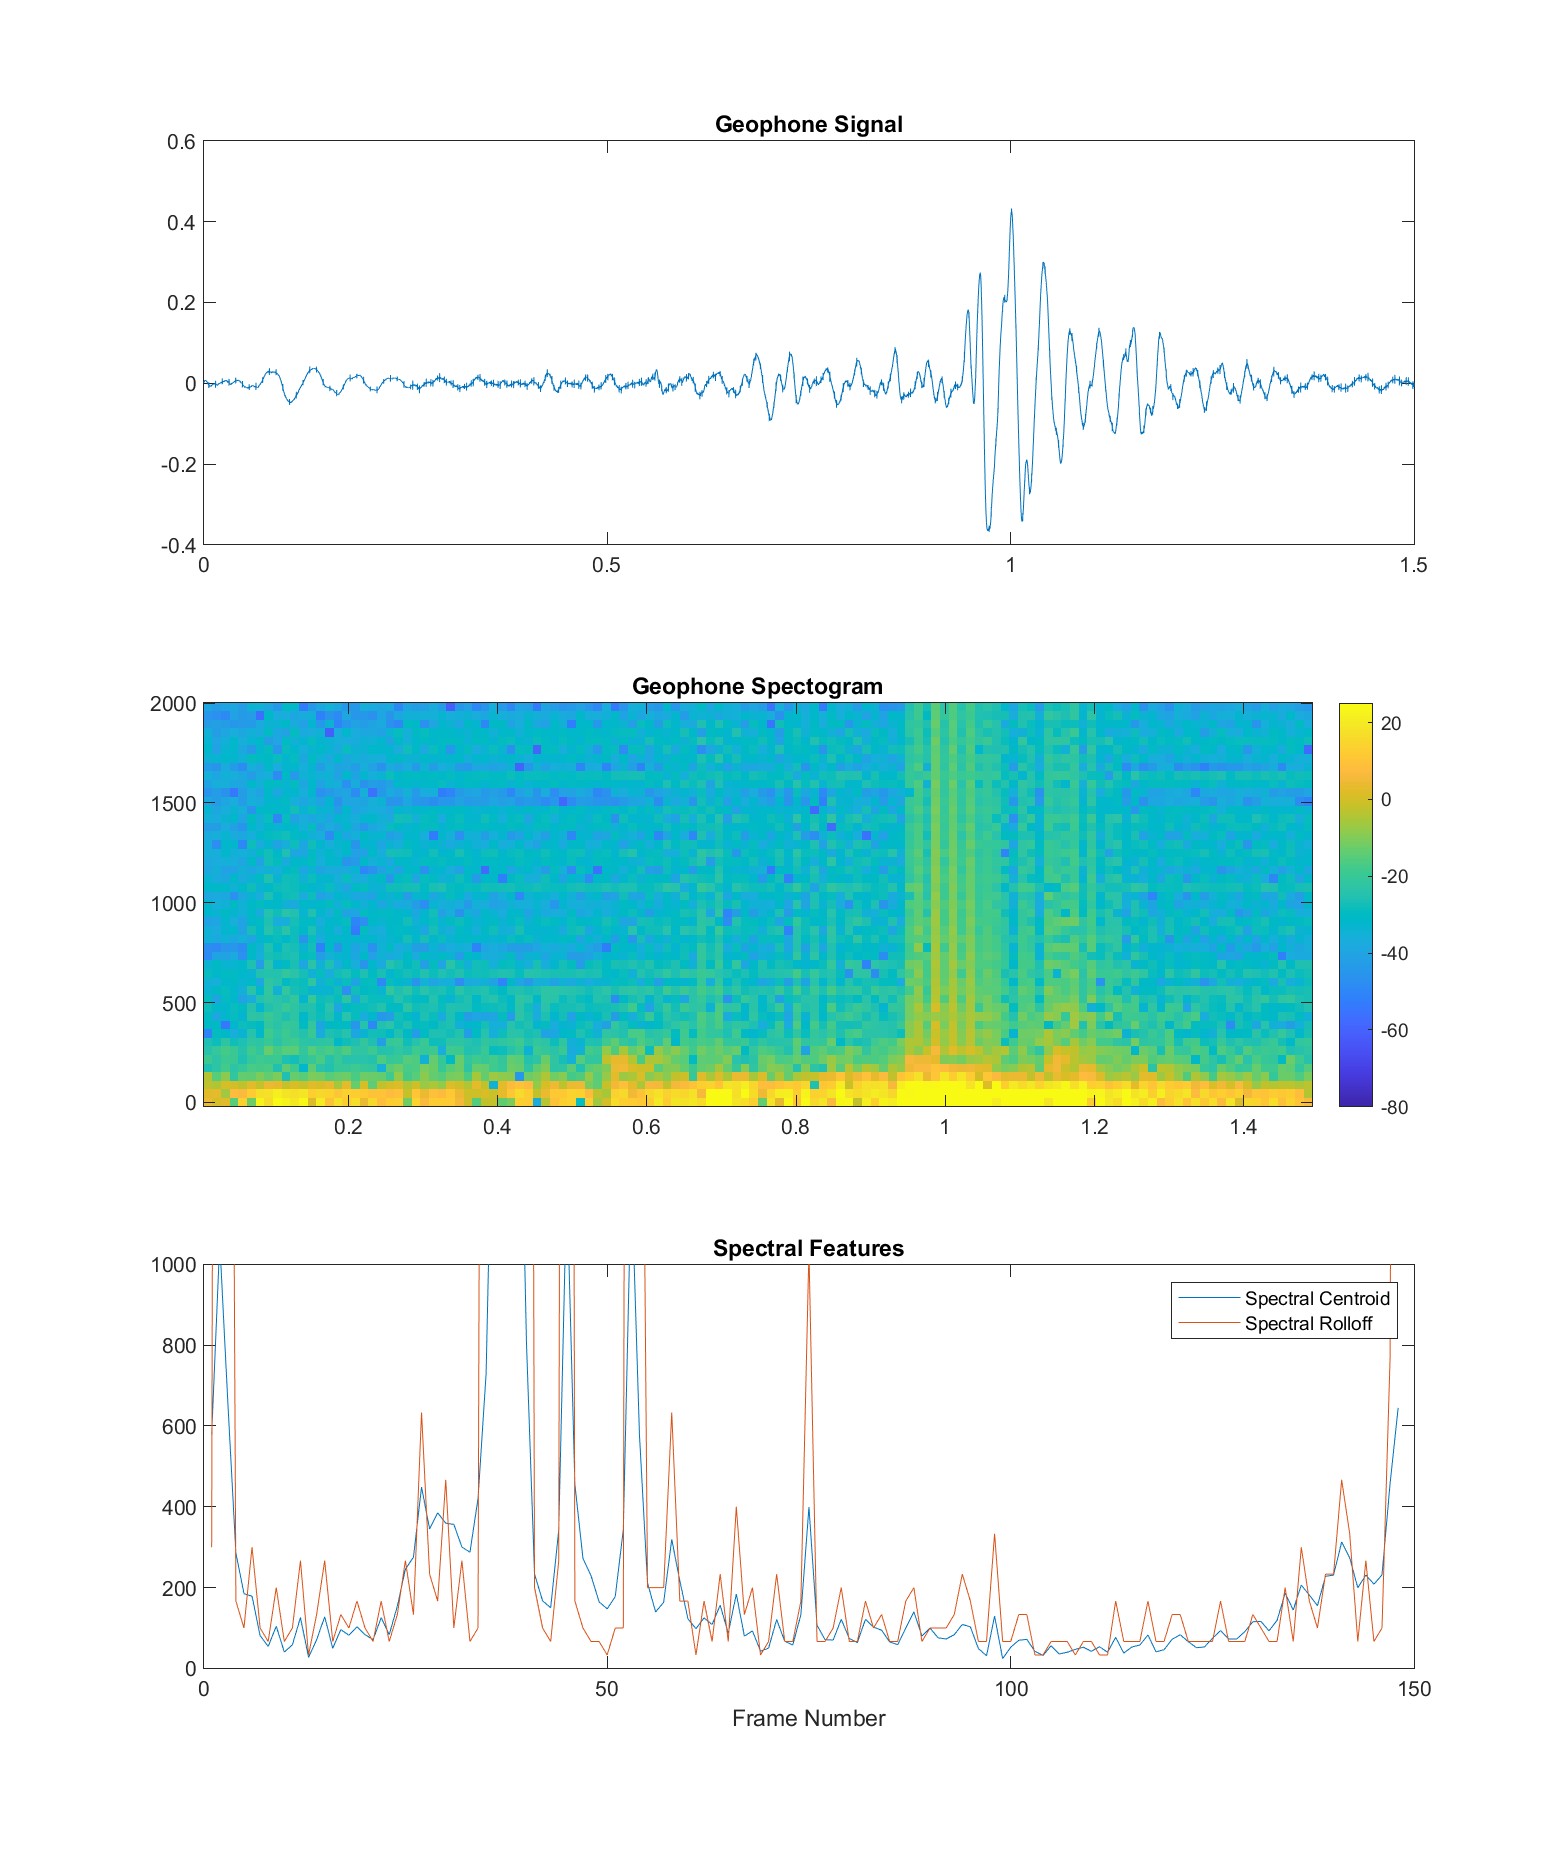 Geophone Signal
0.6
0.4
0.2
0
-0.2
-0.4
0 0.5 1 1.5
Geophone Spectogram
2000
1500
1000
500
0
0.2 0.4 0.6 0.8 1 1.2 1.4
20
0
-20
-40
-60
-80
Spectral Features
1000
800
600
400
200
0
Spectral Centroid
Spectral Rolloff
0 50 100 150
Frame Number